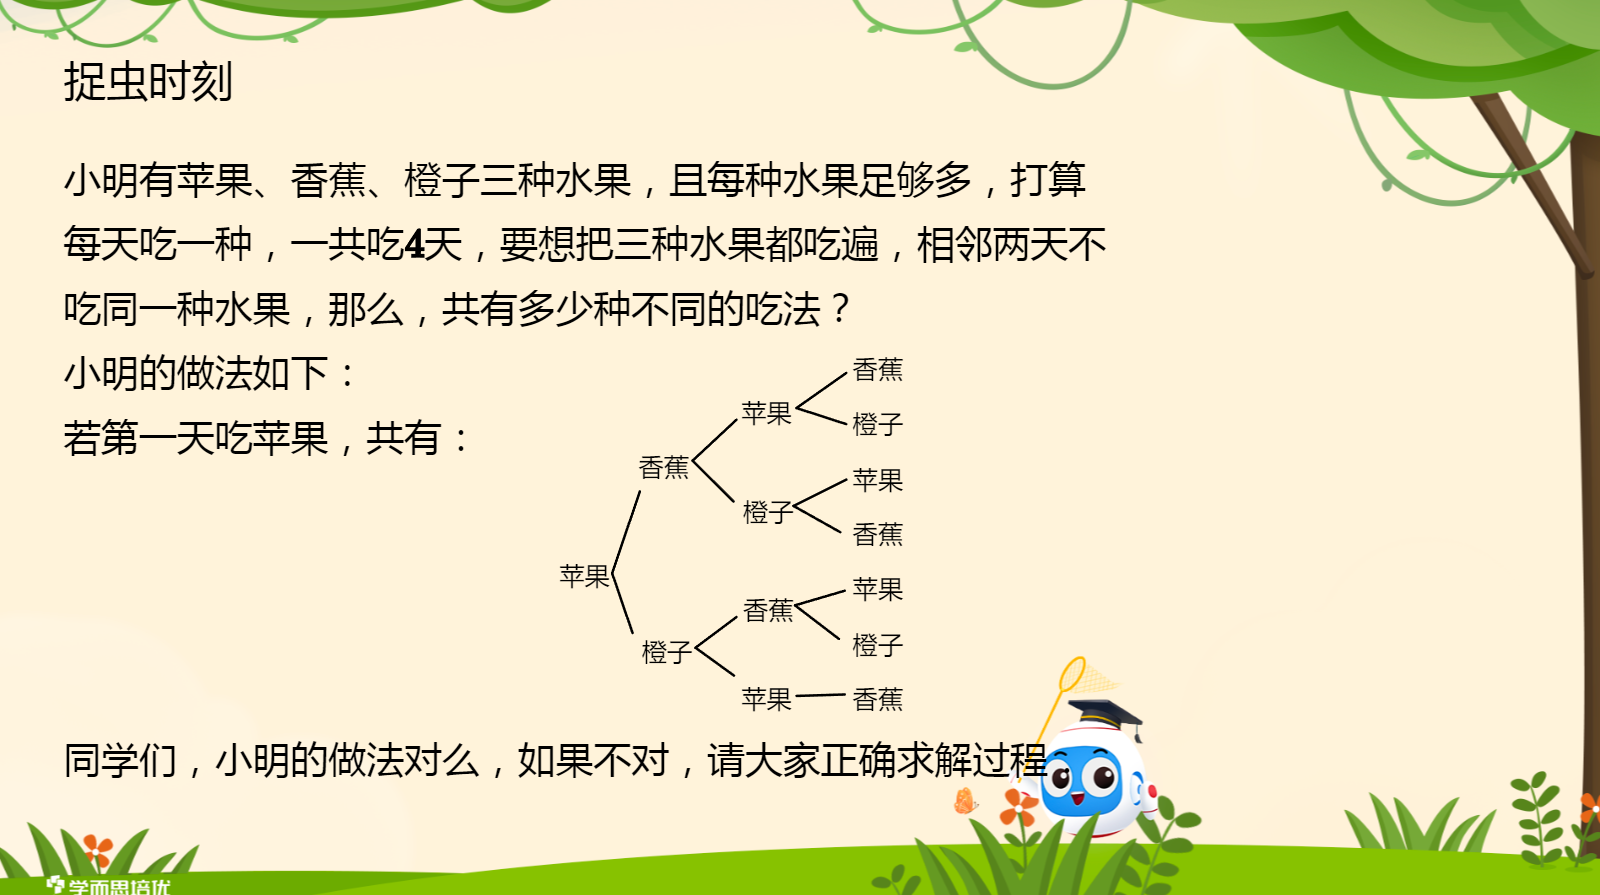 捉虫时刻
小明有苹果、香蕉、橙子三种水果，且每种水果足够多，打算
每天吃一种，一共吃4天，要想把三种水果都吃遍，相邻两天不
吃同一种水果，那么，共有多少种不同的吃法？
小明的做法如下：
若第一天吃苹果，共有：
香蕉
苹果
橙子
香蕉
苹果
橙子
香蕉
苹果
苹果
香蕉
橙子
橙子
苹果
香蕉
同学们，小明的做法对么，如果不对，请大家正确求解过程.
学而思培优